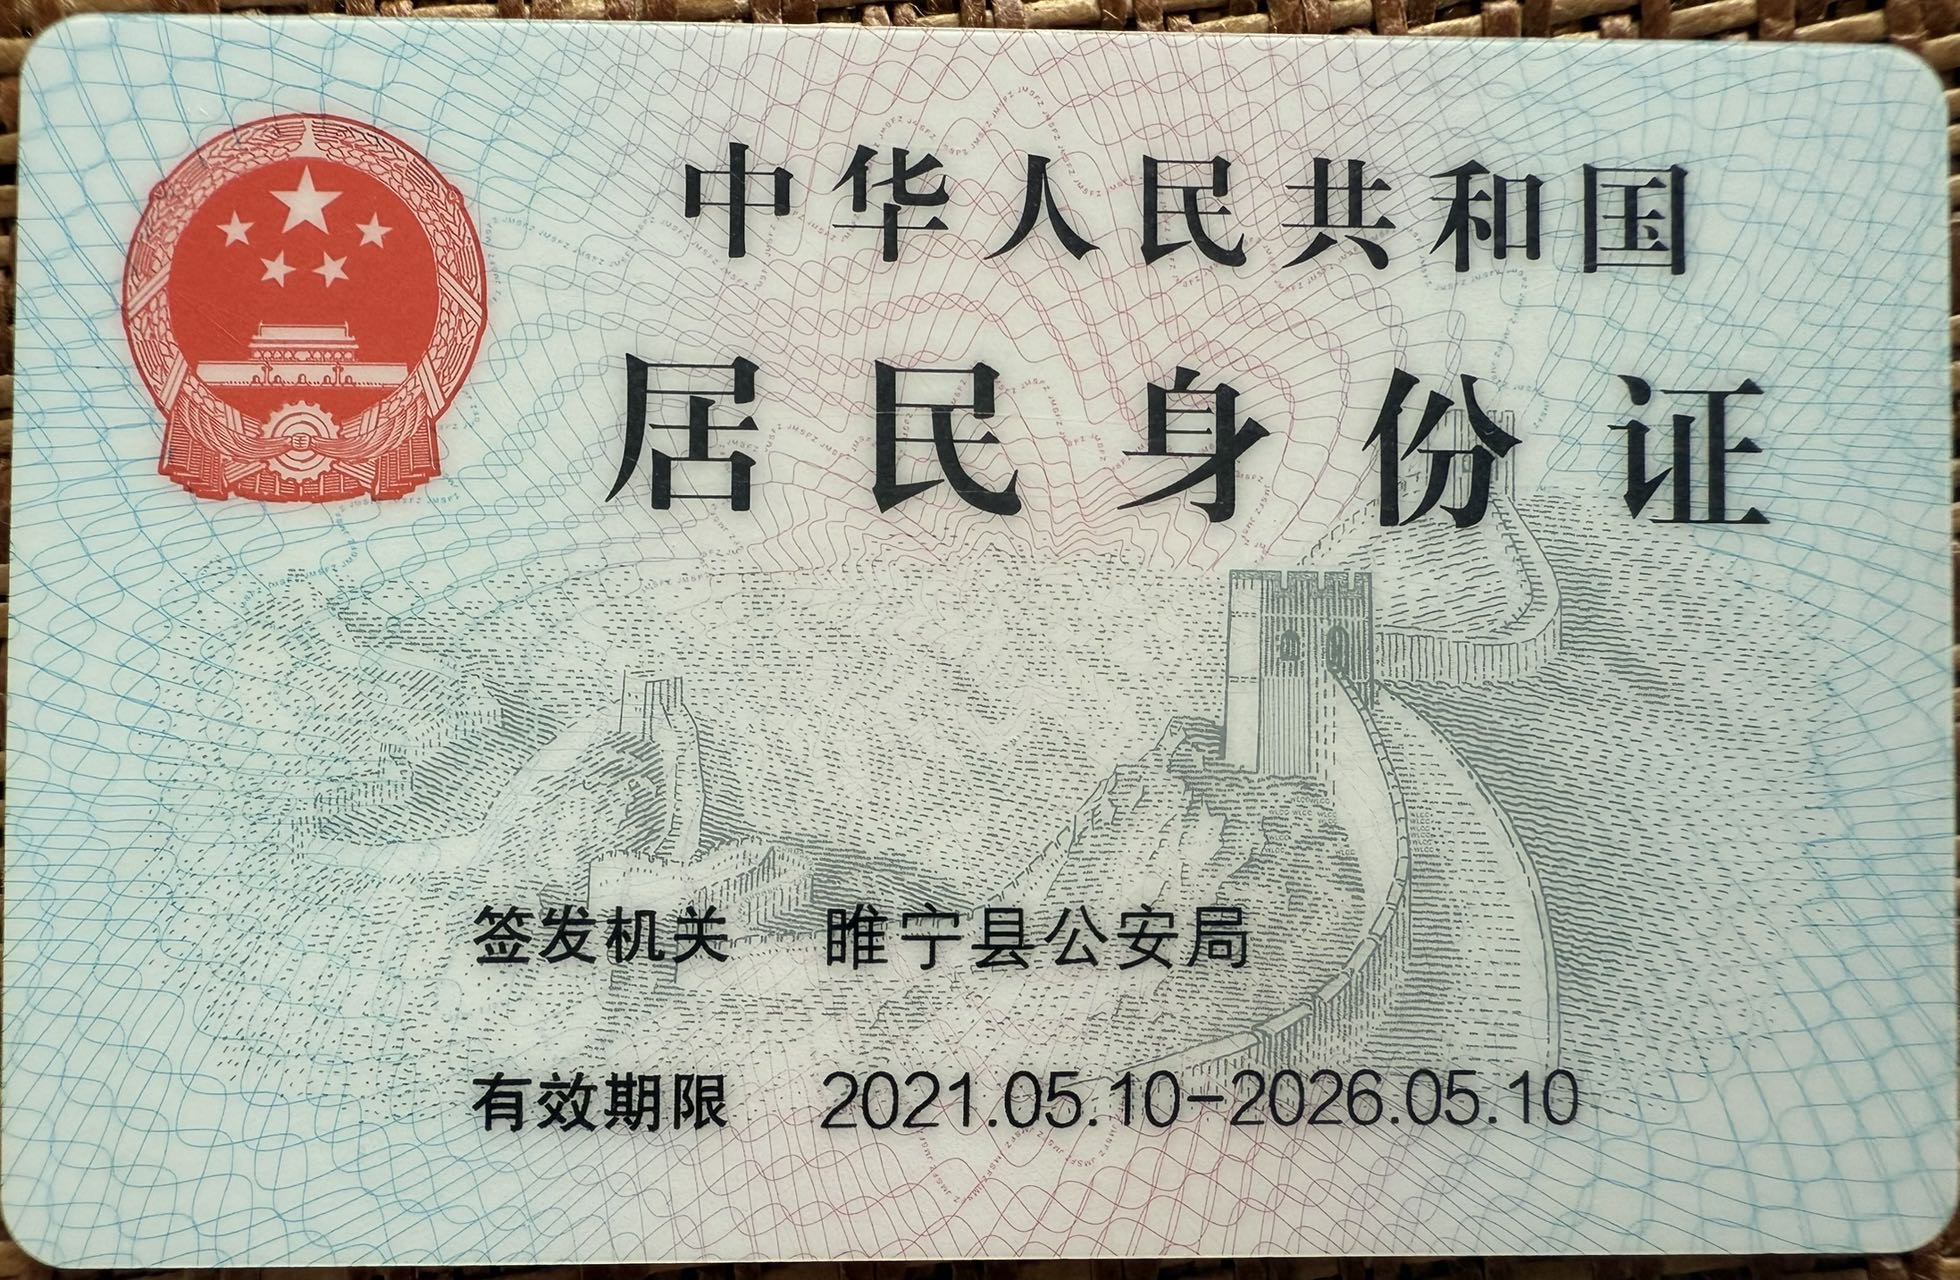 中华人民共和国
居民身份证
签发机关 睢宁县公安局
有效期限 2021.05.10-2026.05.10